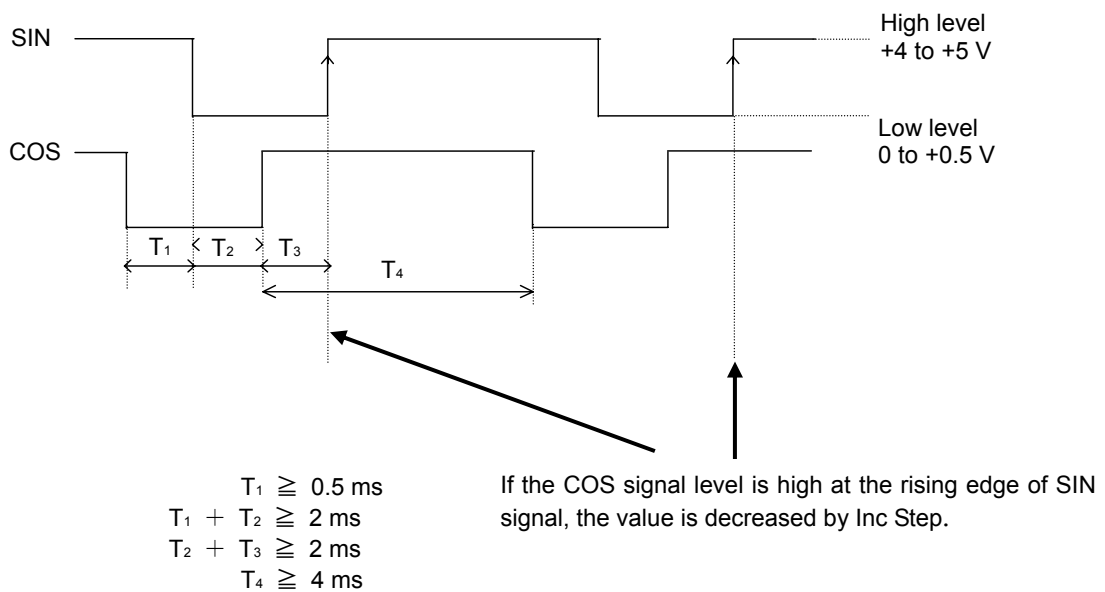 SIN
High level
+4 to +5 V
Low level
0 to +0.5 V
COS
T₁ T₂ T₃
T₄
T₁ ≧ 0.5 ms
T₁ + T₂ ≧ 2 ms
T₂ + T₃ ≧ 2 ms
T₄ ≧ 4 ms
If the COS signal level is high at the rising edge of SIN
signal, the value is decreased by Inc Step.